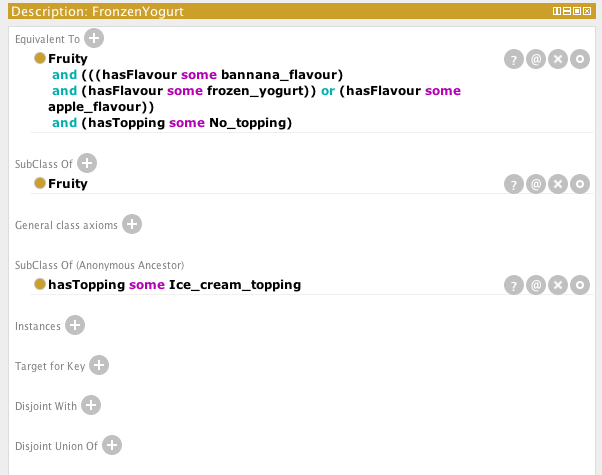 Description: FronzenYogurt
Equivalent To
Fruity
and (((hasFlavour some bannana_flavour)
and (hasFlavour some frozen_yogurt)) or (hasFlavour some
apple_flavour))
and (hasTopping some No_topping)
? @
SubClass Of
Fruity
? @
General class axioms
SubClass Of (Anonymous Ancestor)
hasTopping some Ice_cream_topping
? @
Instances
Target for Key
Disjoint With
Disjoint Union Of